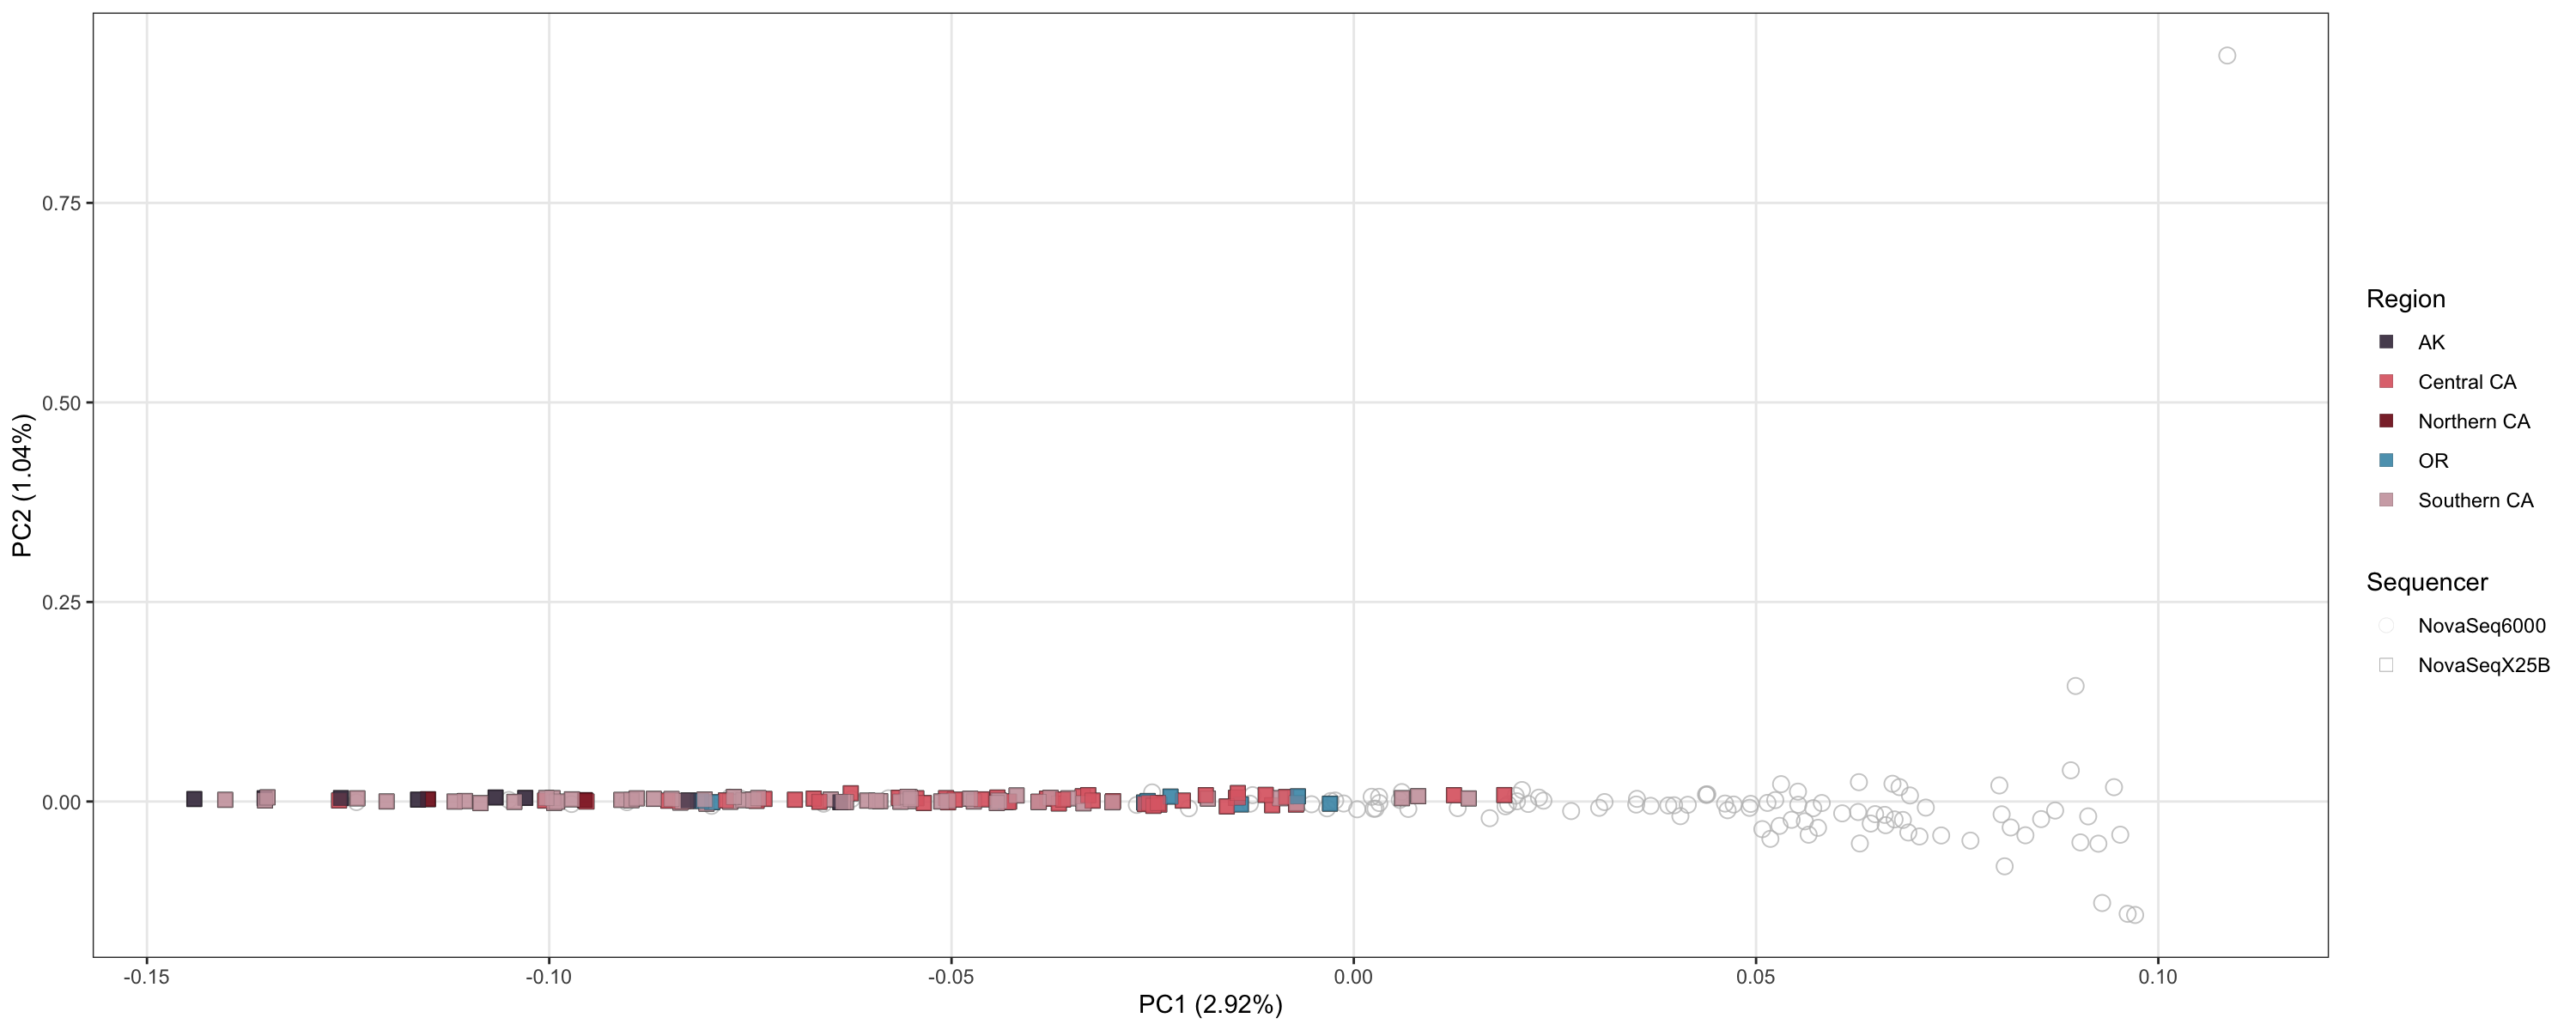 PC2 (1.04%)
0.75
0.50
0.25
0.00
-0.15
-0.10
-0.05
0.00
0.05
0.10
PC1 (2.92%)
Region
AK
Central CA
Northern CA
OR
Southern CA
Sequencer
NovaSeq6000
NovaSeqX25B